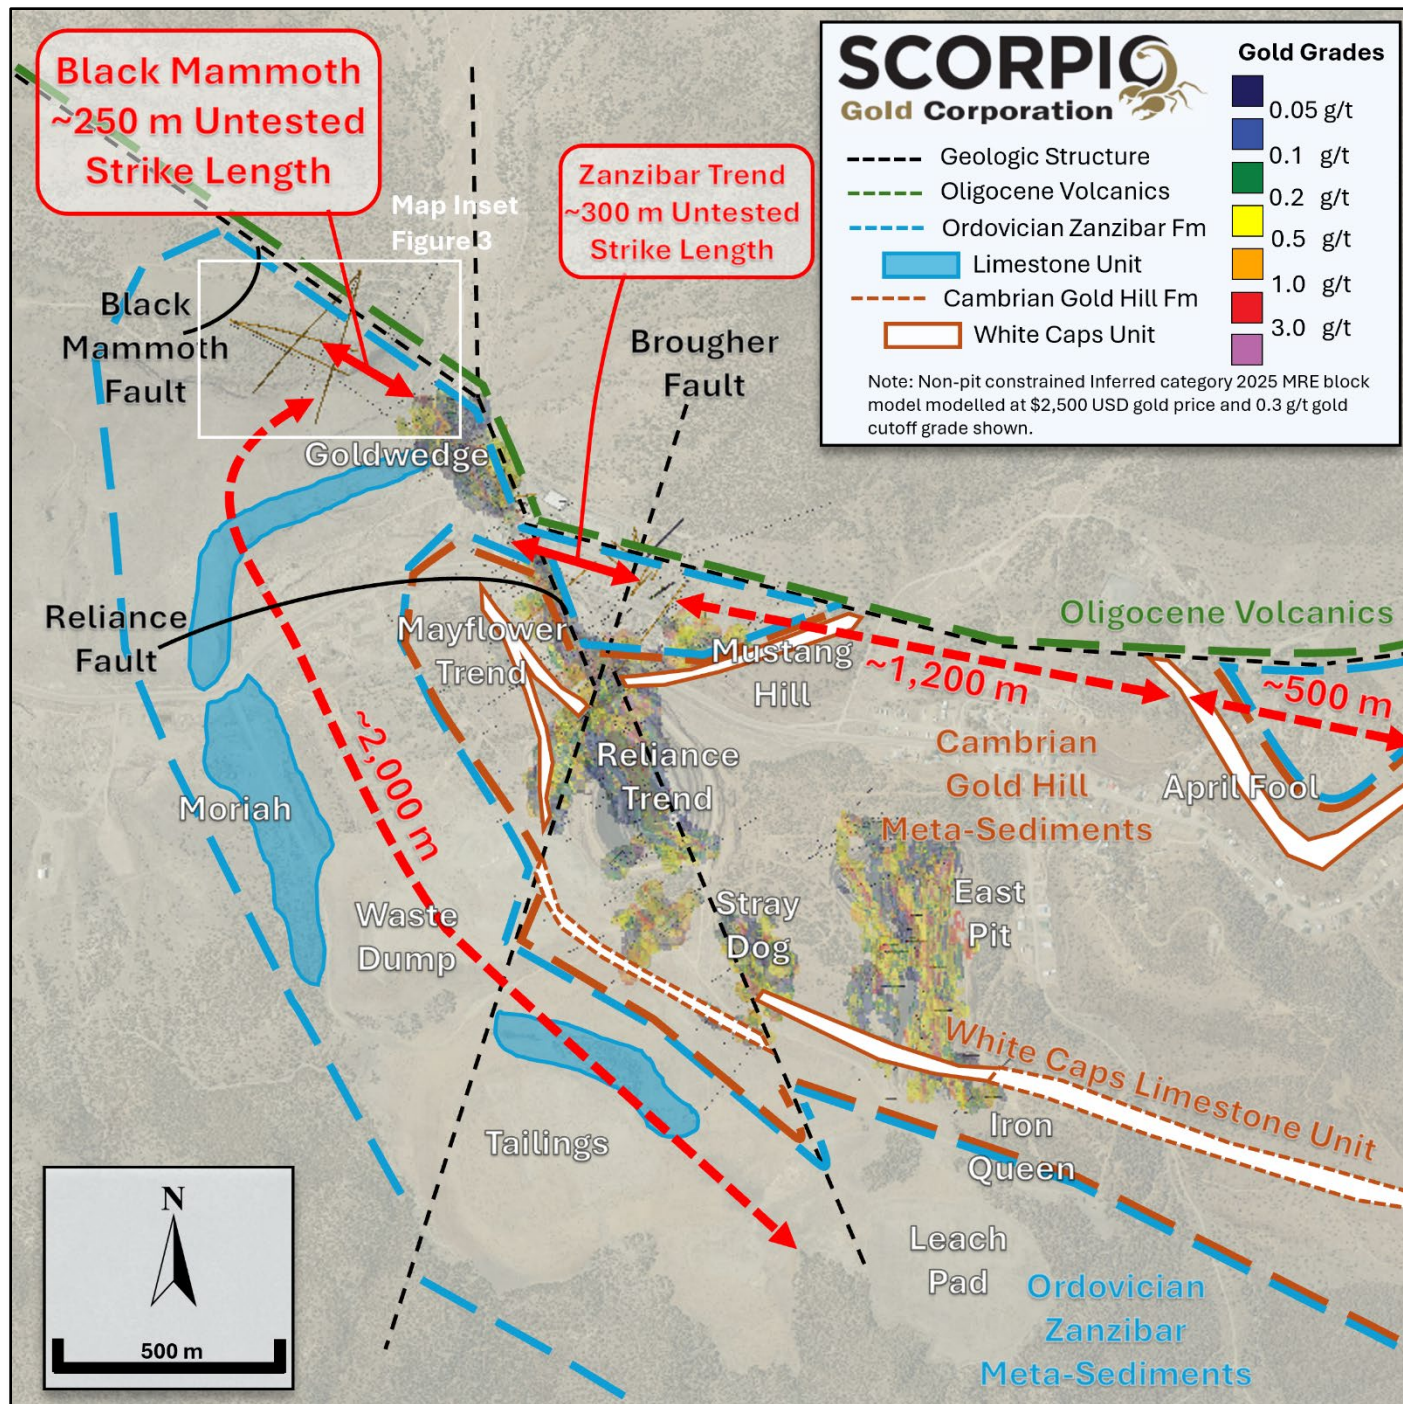 Black Mammoth
~250 m Untested
Strike Length
SCORPIO
Gold Corporation
Geologic Structure
Oligocene Volcanics
Ordovician Zanzibar Fm
Limestone Unit
Cambrian Gold Hill Fm
White Caps Unit
Gold Grades
0.05 g/t
0.1 g/t
0.2 g/t
0.5 g/t
1.0 g/t
3.0 g/t
Note: Non-pit constrained Inferred category 2025 MRE block
model modelled at $2,500 USD gold price and 0.3 g/t gold
cutoff grade shown.
Zanzibar Trend
~300 m Untested
Strike Length
Map Inset
Figure 3
Black
Mammoth
Fault
Brougher
Fault
Goldwedge
Reliance
Fault
Mayflower
Trend
Mustang
Hill
Oligocene Volcanics
~1,200 m
~500 m
Reliance
Trend
Cambrian
Gold Hill
Meta-Sediments
April Fool
Moriah
~2,000 m
Waste
Dump
Stray
Dog
East
Pit
White Caps Limestone Unit
Tailings
Iron
Queen
Leach
Pad
Ordovician
Zanzibar
Meta-Sediments
N
500 m